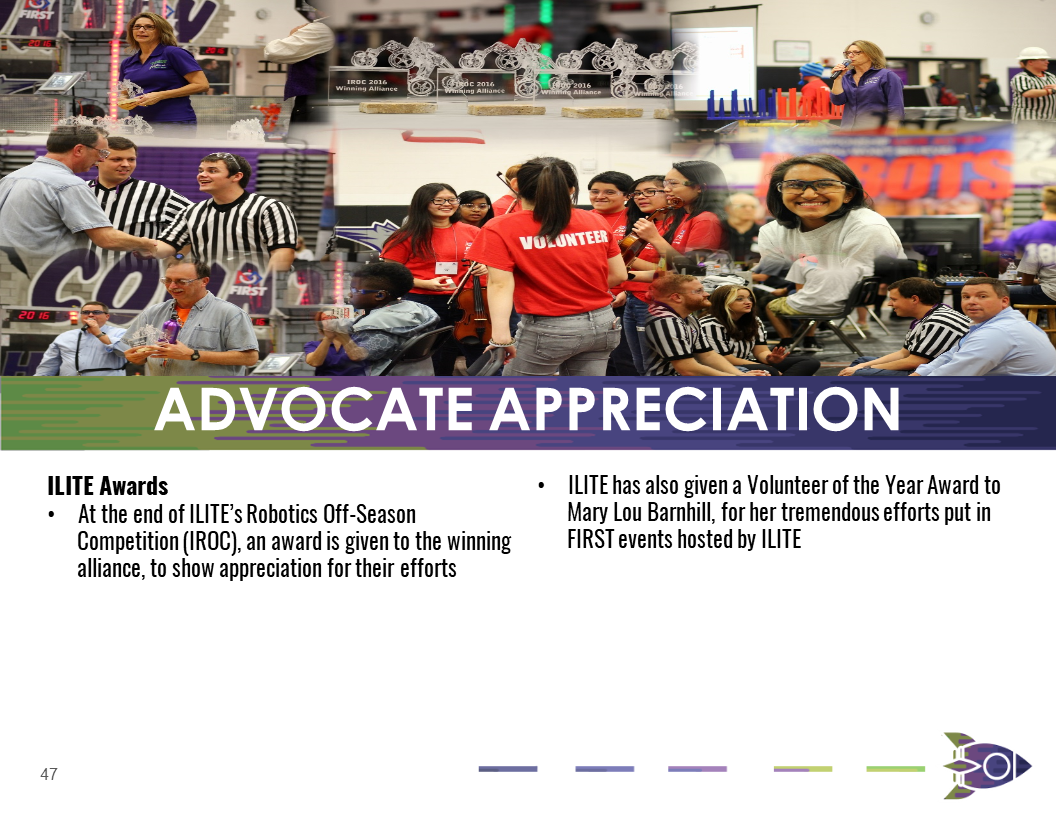 FIRST
2016
IROC 2016
Winning Alliance
IROC 2016
Winning Alliance
IROC 2016
Winning Alliance
VOLUNTEER
FIRST
2016
18
ADVOCATE APPRECIATION
ILITE Awards
• At the end of ILITE’s Robotics Off-Season
Competition (IROC), an award is given to the winning
alliance, to show appreciation for their efforts
• ILITE has also given a Volunteer of the Year Award to
Mary Lou Barnhill, for her tremendous efforts put in
FIRST events hosted by ILITE
47